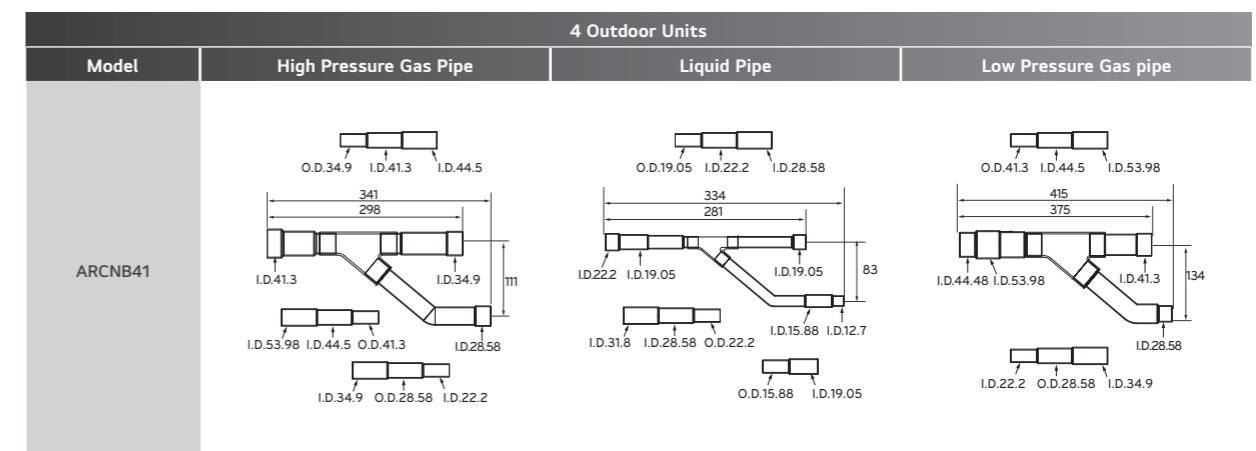 4 Outdoor Units
Model High Pressure Gas Pipe Liquid Pipe Low Pressure Gas pipe
ARCNB41
O.D.34.9 I.D.41.3 I.D.44.5
341
298
I.D.41.3 I.D.34.9 111
I.D.53.98 I.D.44.5 O.D.41.3 I.D.28.58
I.D.34.9 O.D.28.58 I.D.22.2
O.D.19.05 I.D.22.2 I.D.28.58
334
281
I.D.22.2 I.D.19.05 I.D.19.05 83
I.D.15.88 I.D.12.7
I.D.31.8 I.D.28.58 O.D.22.2
O.D.15.88 I.D.19.05
O.D.41.3 I.D.44.5 I.D.53.98
415
375
I.D.44.48 I.D.53.98 I.D.41.3 134
I.D.28.58
I.D.22.2 O.D.28.58 I.D.34.9